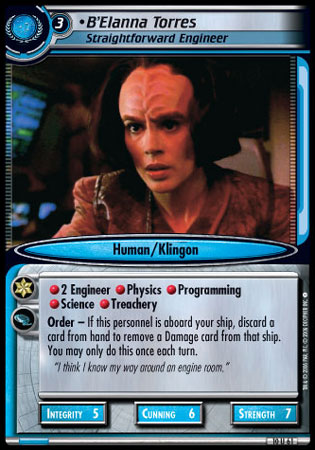 3 •B'Elanna Torres
Straightforward Engineer
Human/Klingon
2 Engineer Physics Programming
Science Treachery
Order – If this personnel is aboard your ship, discard a
card from hand to remove a Damage card from that ship.
You may only do this once each turn.
"I think I know my way around an engine room."
Integrity 5 Cunning 6 Strength 7
10 U 61